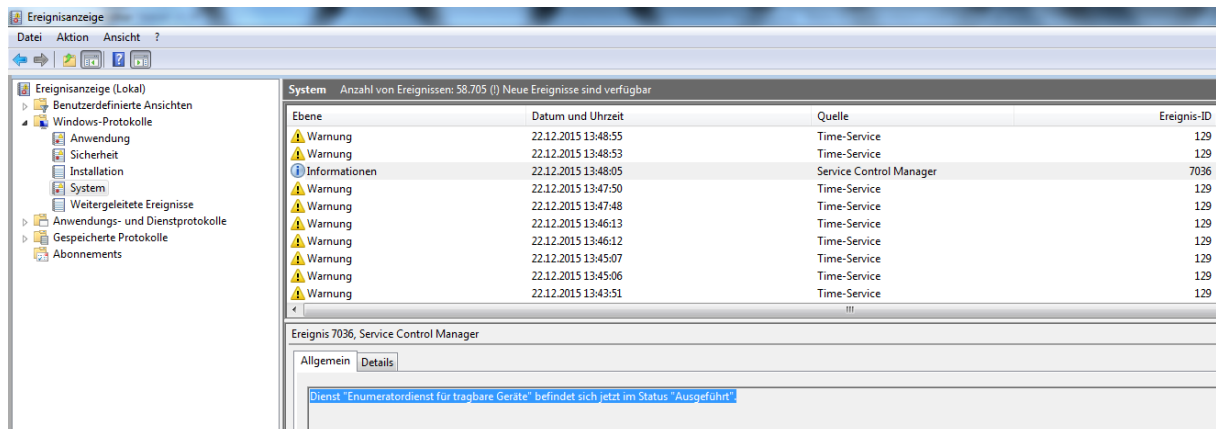 Ereignisanzeige
Datei Aktion Ansicht ?
Ereignisanzeige (Lokal)
Benutzerdefinierte Ansichten
Windows-Protokolle
Anwendung
Sicherheit
Installation
System
Weitergeleitete Ereignisse
Anwendungs- und Dienstprotokolle
Gespeicherte Protokolle
Abonnements
System Anzahl von Ereignissen: 58.705 (!) Neue Ereignisse sind verfügbar
Ebene Datum und Uhrzeit Quelle Ereignis-ID
Warnung 22.12.2015 13:48:55 Time-Service 129
Warnung 22.12.2015 13:48:53 Time-Service 129
Informationen 22.12.2015 13:48:05 Service Control Manager 7036
Warnung 22.12.2015 13:47:50 Time-Service 129
Warnung 22.12.2015 13:47:48 Time-Service 129
Warnung 22.12.2015 13:46:13 Time-Service 129
Warnung 22.12.2015 13:46:12 Time-Service 129
Warnung 22.12.2015 13:45:07 Time-Service 129
Warnung 22.12.2015 13:45:06 Time-Service 129
Warnung 22.12.2015 13:43:51 Time-Service 129
Ereignis 7036, Service Control Manager
Allgemein Details
Dienst "Enumeratordienst für tragbare Geräte" befindet sich jetzt im Status "Ausgeführt".